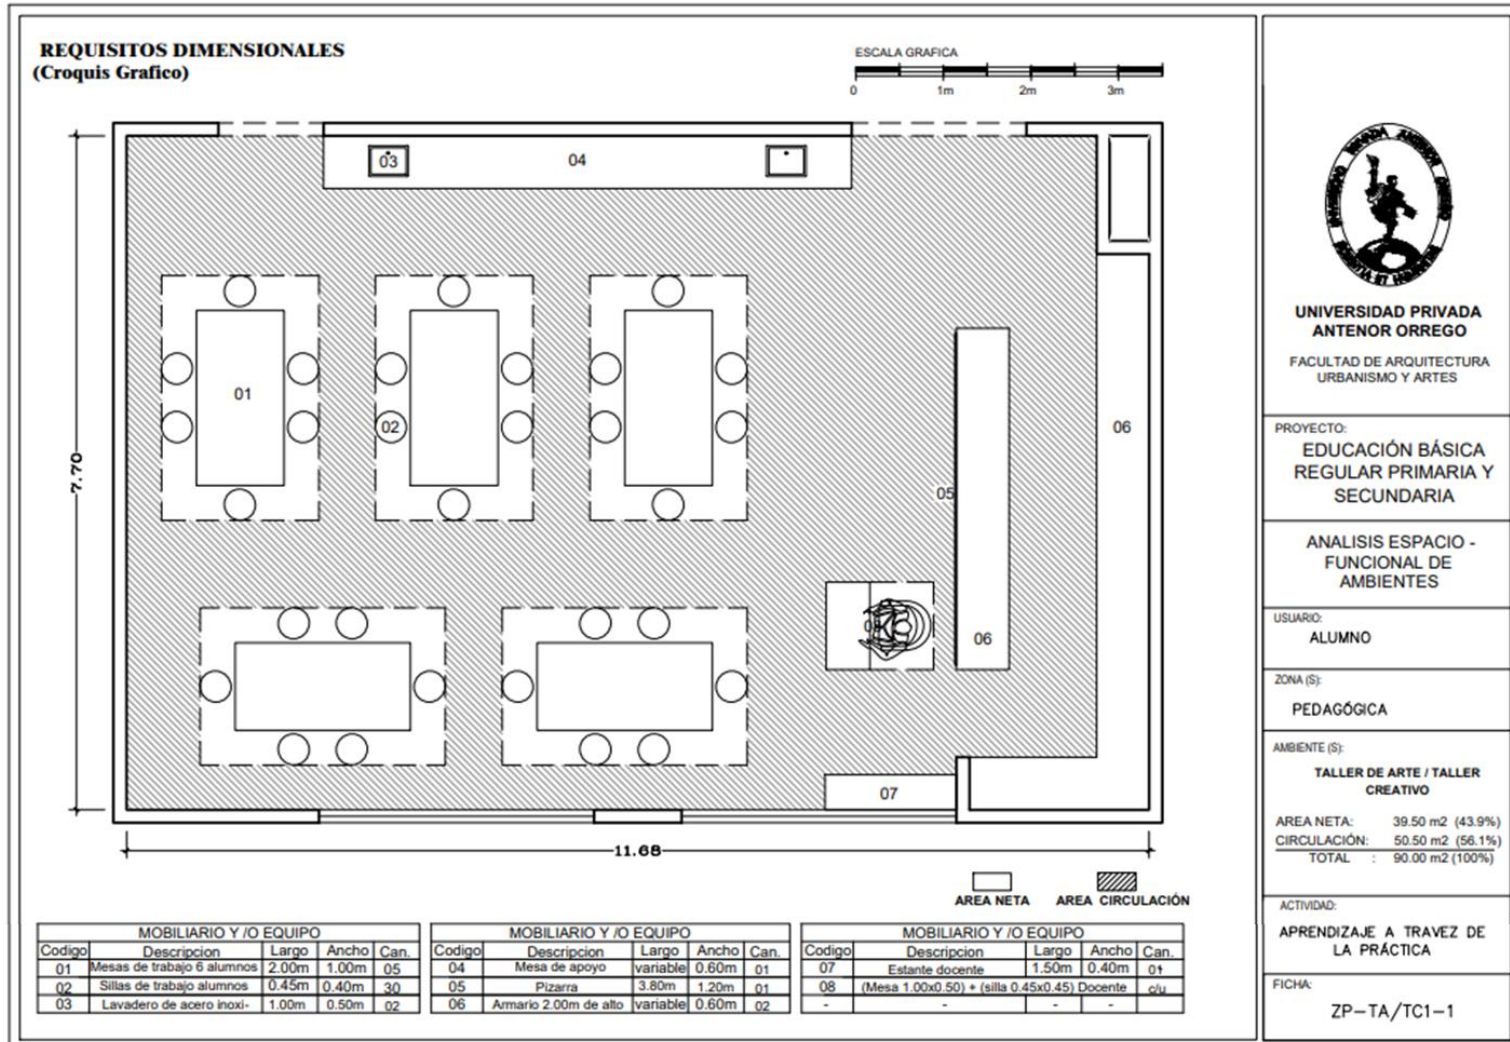 REQUISITOS DIMENSIONALES
(Croquis Grafico)
ESCALA GRAFICA
0 1m 2m 3m
03
04
01
02
05
06
06
07
7.70
11.68
AREA NETA
AREA CIRCULACIÓN
MOBILIARIO Y /O EQUIPO
Codigo Descripcion Largo Ancho Can.
01 Mesas de trabajo 6 alumnos 2.00m 1.00m 05
02 Sillas de trabajo alumnos 0.45m 0.40m 30
03 Lavadero de acero inoxi- 1.00m 0.50m 02
MOBILIARIO Y /O EQUIPO
Codigo Descripcion Largo Ancho Can.
04 Mesa de apoyo variable 0.60m 01
05 Pizarra 3.80m 1.20m 01
06 Armario 2.00m de alto variable 0.60m 02
MOBILIARIO Y /O EQUIPO
Codigo Descripcion Largo Ancho Can.
07 Estante docente 1.50m 0.40m 01
08 (Mesa 1.00x0.50) + (silla 0.45x0.45) Docente c/u
- - - -
UNIVERSIDAD PRIVADA
ANTENOR ORREGO
FACULTAD DE ARQUITECTURA
URBANISMO Y ARTES
PROYECTO:
EDUCACIÓN BÁSICA
REGULAR PRIMARIA Y
SECUNDARIA
ANALISIS ESPACIO -
FUNCIONAL DE
AMBIENTES
USUARIO:
ALUMNO
ZONA (S):
PEDAGÓGICA
AMBIENTE (S):
TALLER DE ARTE / TALLER
CREATIVO
AREA NETA: 39.50 m2 (43.9%)
CIRCULACIÓN: 50.50 m2 (56.1%)
TOTAL : 90.00 m2 (100%)
ACTIVIDAD:
APRENDIZAJE A TRAVEZ DE
LA PRÁCTICA
FICHA:
ZP-TA/TC1-1